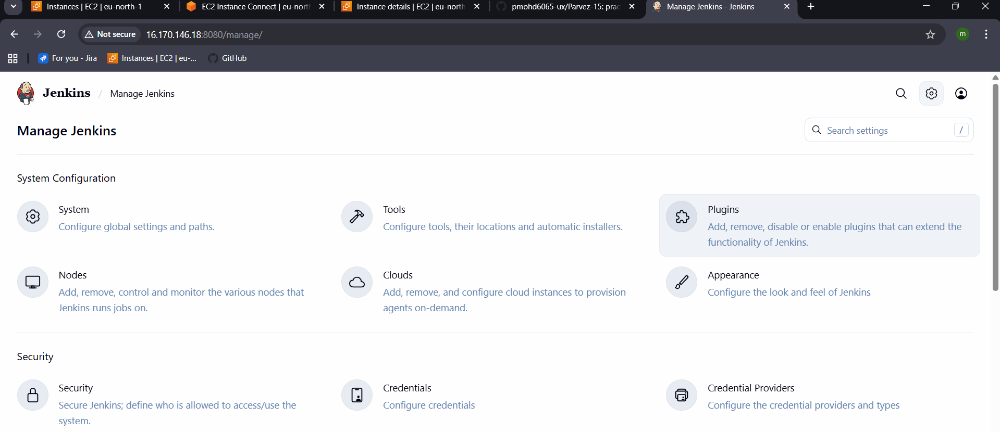 Instances | EC2 | eu-north-1
EC2 Instance Connect | eu-nort
Instance details | EC2 | eu-north
pmohd6065-ux/Parvez-15: prac
Manage Jenkins - Jenkins
Not secure
16.170.146.18:8080/manage/
m
For you - Jira
Instances | EC2 | eu-...
GitHub
Jenkins / Manage Jenkins
Manage Jenkins
Search settings /
System Configuration
System
Configure global settings and paths.
Tools
Configure tools, their locations and automatic installers.
Plugins
Add, remove, disable or enable plugins that can extend the
functionality of Jenkins.
Nodes
Add, remove, control and monitor the various nodes that
Jenkins runs jobs on.
Clouds
Add, remove, and configure cloud instances to provision
agents on-demand.
Appearance
Configure the look and feel of Jenkins
Security
Security
Secure Jenkins; define who is allowed to access/use the
system.
Credentials
Configure credentials
Credential Providers
Configure the credential providers and types